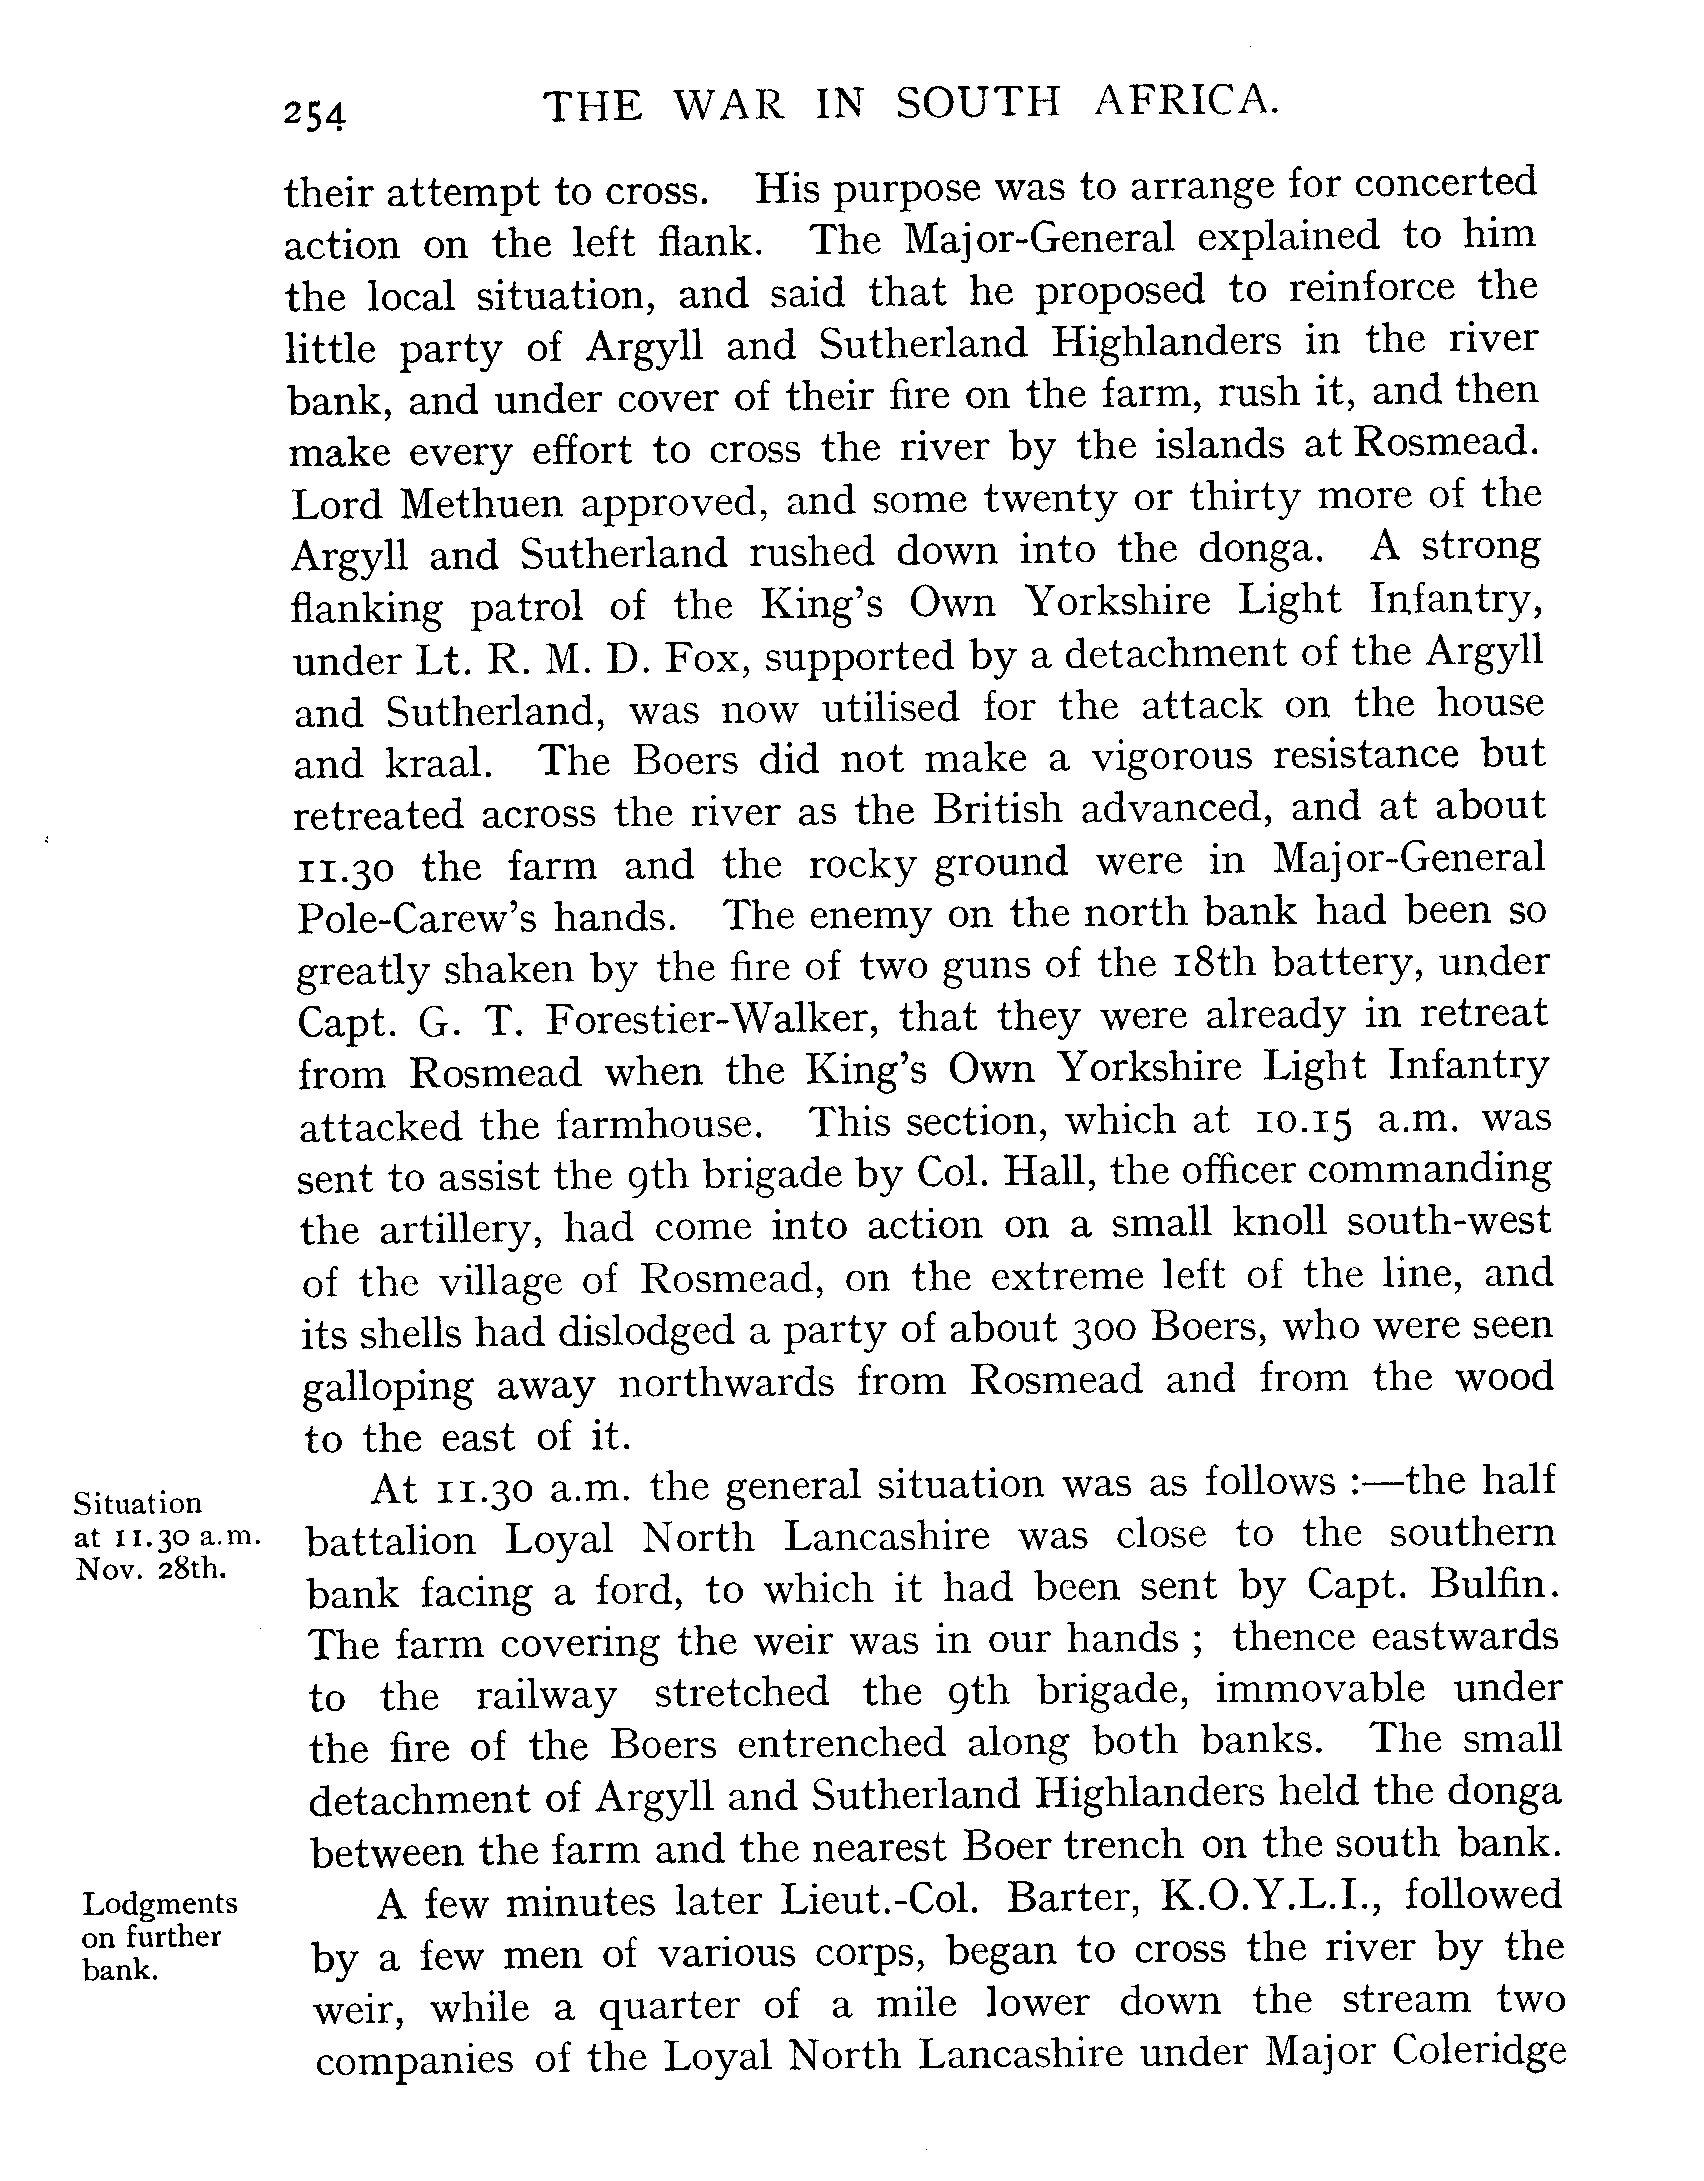 254 THE WAR IN SOUTH AFRICA.
their attempt to cross. His purpose was to arrange for concerted
action on the left flank. The Major-General explained to him
the local situation, and said that he proposed to reinforce the
little party of Argyll and Sutherland Highlanders in the river
bank, and under cover of their fire on the farm, rush it, and then
make every effort to cross the river by the islands at Rosmead.
Lord Methuen approved, and some twenty or thirty more of the
Argyll and Sutherland rushed down into the donga. A strong
flanking patrol of the King's Own Yorkshire Light Infantry,
under Lt. R. M. D. Fox, supported by a detachment of the Argyll
and Sutherland, was now utilised for the attack on the house
and kraal. The Boers did not make a vigorous resistance but
retreated across the river as the British advanced, and at about
11.30 the farm and the rocky ground were in Major-General
Pole-Carew's hands. The enemy on the north bank had been so
greatly shaken by the fire of two guns of the 18th battery, under
Capt. G. T. Forestier-Walker, that they were already in retreat
from Rosmead when the King's Own Yorkshire Light Infantry
attacked the farmhouse. This section, which at 10.15 a.m. was
sent to assist the 9th brigade by Col. Hall, the officer commanding
the artillery, had come into action on a small knoll south-west
of the village of Rosmead, on the extreme left of the line, and
its shells had dislodged a party of about 300 Boers, who were seen
galloping away northwards from Rosmead and from the wood
to the east of it.
Situation
at 11.30 a.m.
Nov. 28th.
At 11.30 a.m. the general situation was as follows :—the half
battalion Loyal North Lancashire was close to the southern
bank facing a ford, to which it had been sent by Capt. Bulfin.
The farm covering the weir was in our hands ; thence eastwards
to the railway stretched the 9th brigade, immovable under
the fire of the Boers entrenched along both banks. The small
detachment of Argyll and Sutherland Highlanders held the donga
between the farm and the nearest Boer trench on the south bank.
Lodgments
on further
bank.
A few minutes later Lieut.-Col. Barter, K.O.Y.L.I., followed
by a few men of various corps, began to cross the river by the
weir, while a quarter of a mile lower down the stream two
companies of the Loyal North Lancashire under Major Coleridge